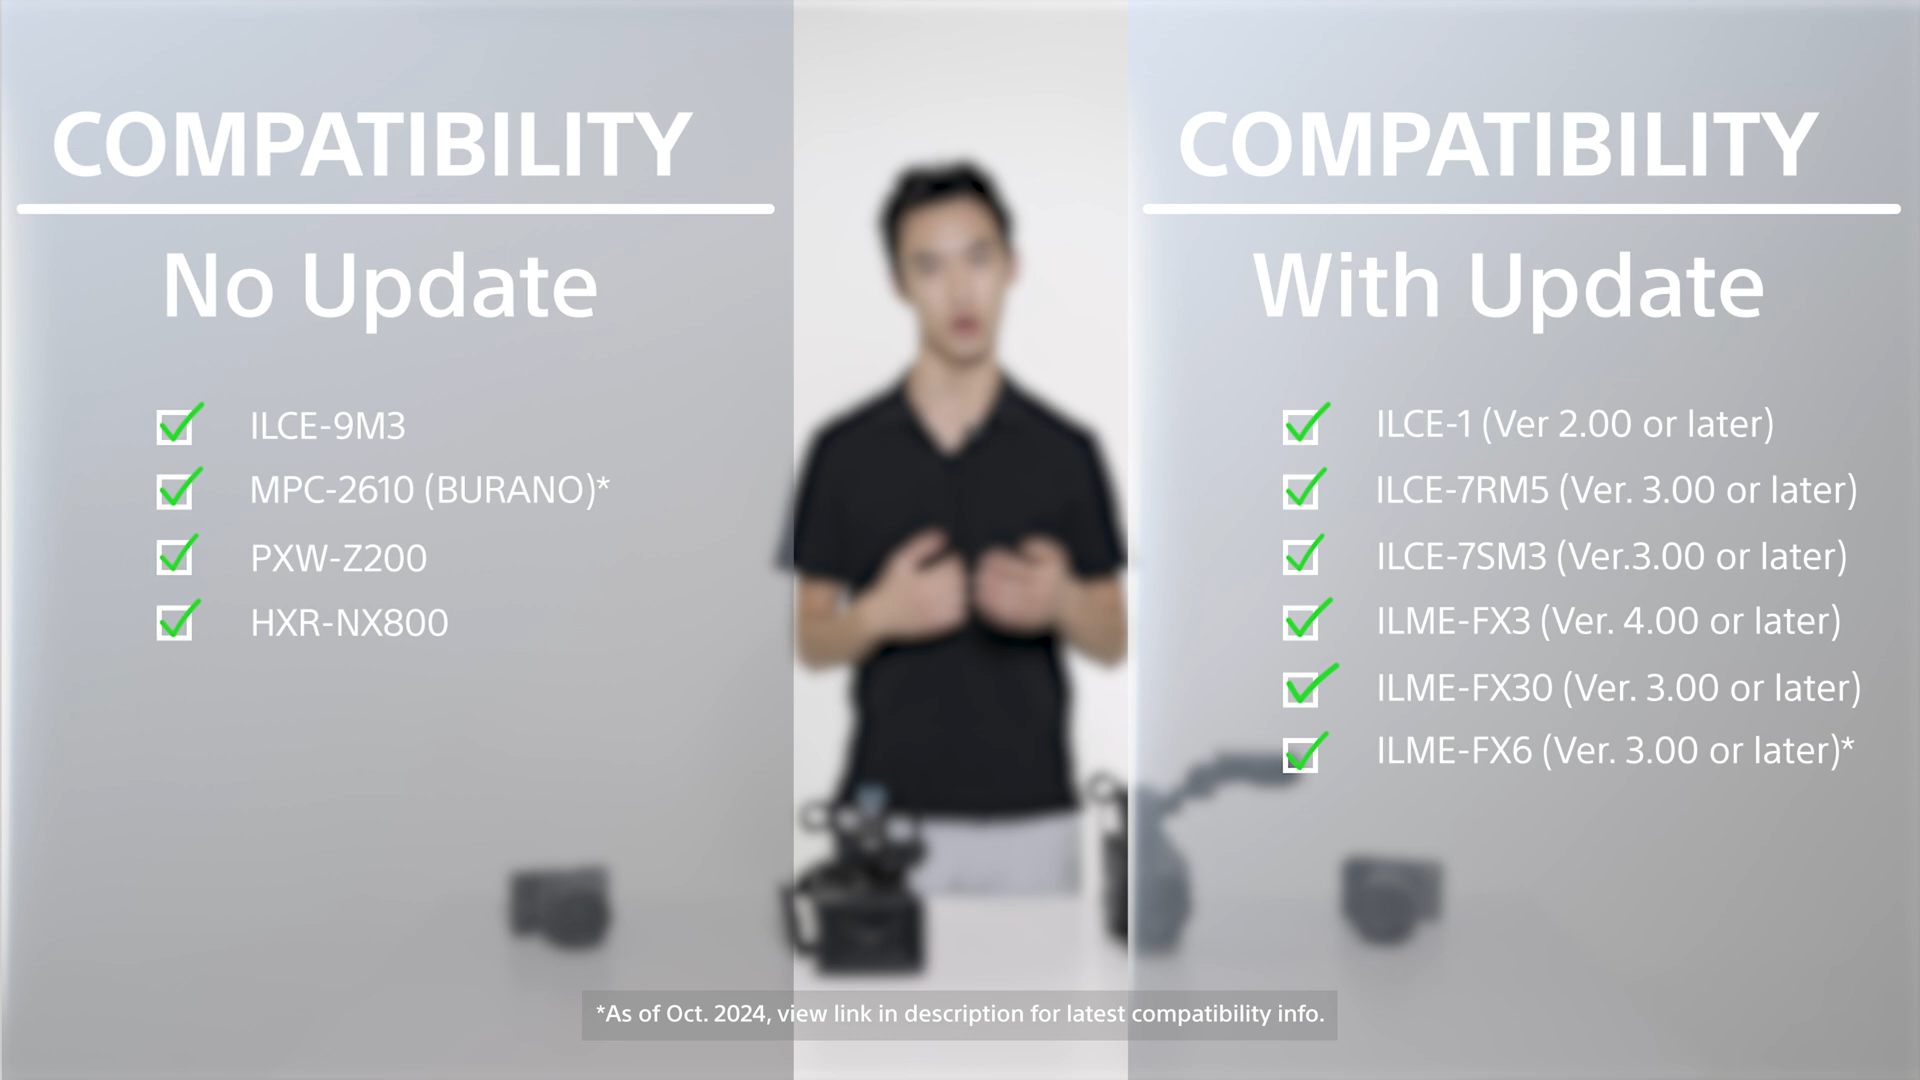 COMPATIBILITY
No Update
ILCE-9M3
MPC-2610 (BURANO)*
PXW-Z200
HXR-NX800
COMPATIBILITY
With Update
ILCE-1 (Ver 2.00 or later)
ILCE-7RM5 (Ver. 3.00 or later)
ILCE-7SM3 (Ver.3.00 or later)
ILME-FX3 (Ver. 4.00 or later)
ILME-FX30 (Ver. 3.00 or later)
ILME-FX6 (Ver. 3.00 or later)*
*As of Oct. 2024, view link in description for latest compatibility info.